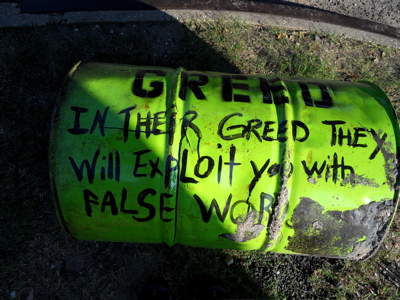 GREED
IN THEIR GREED THEY
Will ExpLoit you with
FALSE WOR